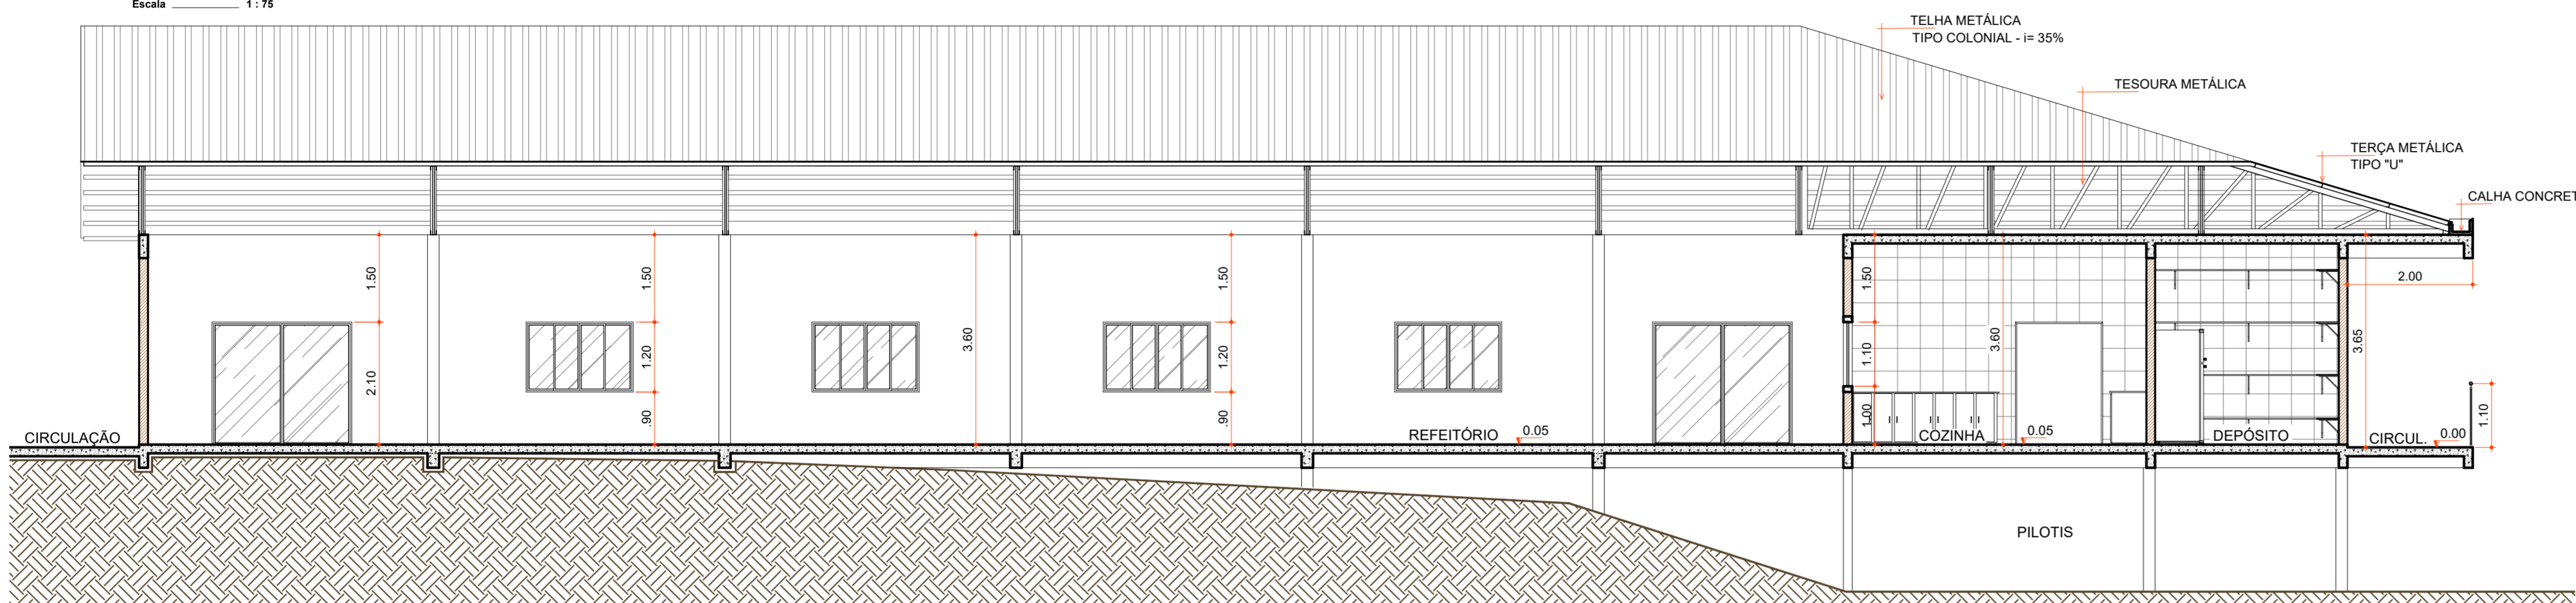 Escala 1 : 75
TELHA METÁLICA
TIPO COLONIAL - i= 35%
TESOURA METÁLICA
TERÇA METÁLICA
TIPO "U"
CALHA CONCRET
1.50
1.50
1.50
1.50
2.00
3.60
3.60
3.65
2.10
1.20
1.20
1.10
1.10
.90
.90
1.00
CIRCULAÇÃO
REFEITÓRIO
0.05
COZINHA
0.05
DEPÓSITO
CIRCUL.
0.00
PILOTIS